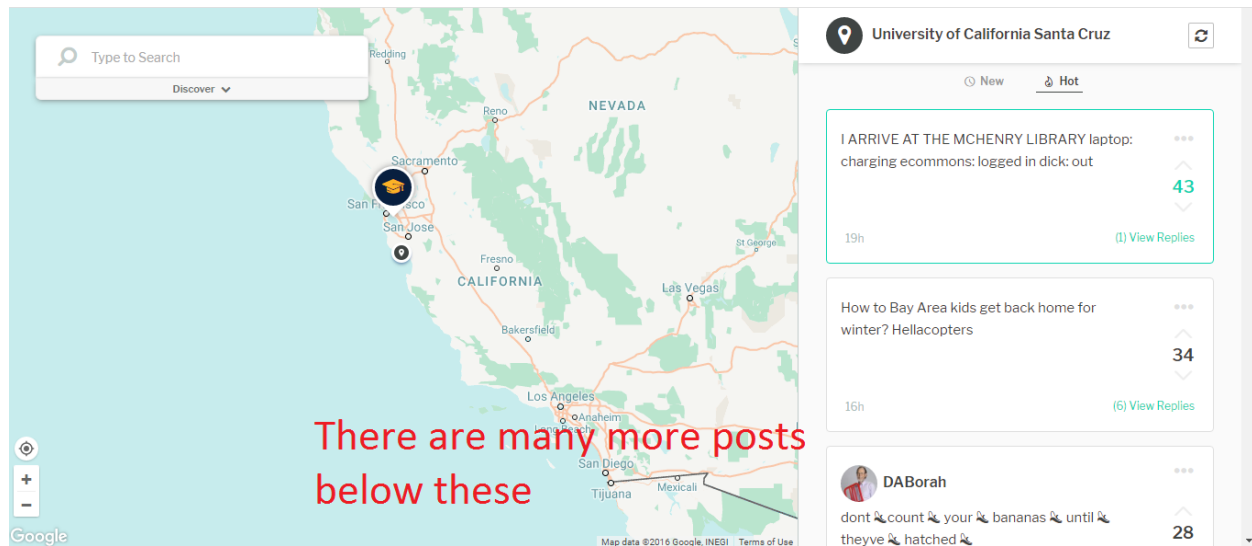 Type to Search
Discover
Redding
Reno
NEVADA
Sacramento
San Jose
St George
Fresno
CALIFORNIA
Las Vegas
Bakersfield
Los Angeles
Anaheim
Long Beach
There are many more posts
below these
San Diego
Tijuana
Mexicali
+
−
Google
Map data ©2016 Google, INEGI Terms of Use
University of California Santa Cruz
New Hot
I ARRIVE AT THE MCHENRY LIBRARY laptop:
charging ecommons: logged in dick: out
43
19h (1) View Replies
How to Bay Area kids get back home for
winter? Hellacopters
34
16h (6) View Replies
DABorah
dont 🍌count 🍌 your 🍌 bananas 🍌 until 🍌
theyve 🍌 hatched 🍌
28